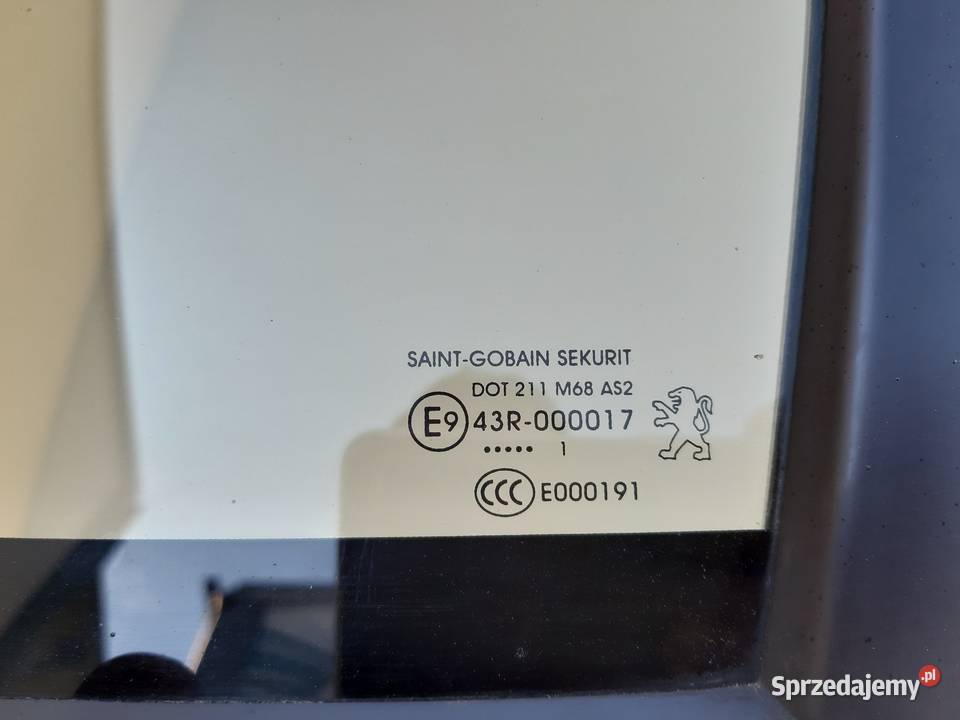 SAINT-GOBAIN SEKURIT
DOT 211 M68 AS2
E9 43R-000017
••••• 1
CCC E000191
Sprzedajemy.pl